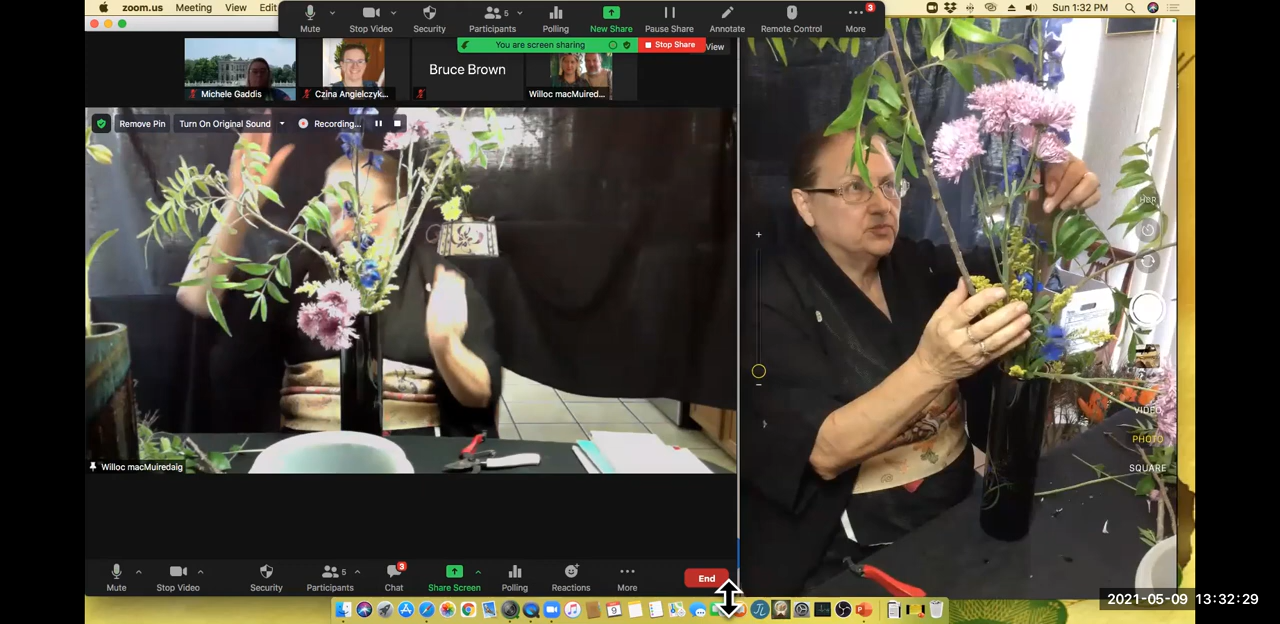 zoom.us Meeting View Edit
Mute Stop Video Security Participants 5 Polling New Share Pause Share Annotate Remote Control More 3
Sun 1:32 PM
You are screen sharing Stop Share View
Michele Gaddis Czina Angielczyk... Bruce Brown Willoc macMuired...
Remove Pin Turn On Original Sound Recording...
HDR
VIDEO
PHOTO
SQUARE
Willoc macMuiredaig
Mute Stop Video Security Participants 5 Chat 3 Share Screen Polling Reactions More End
9
2021-05-09 13:32:29